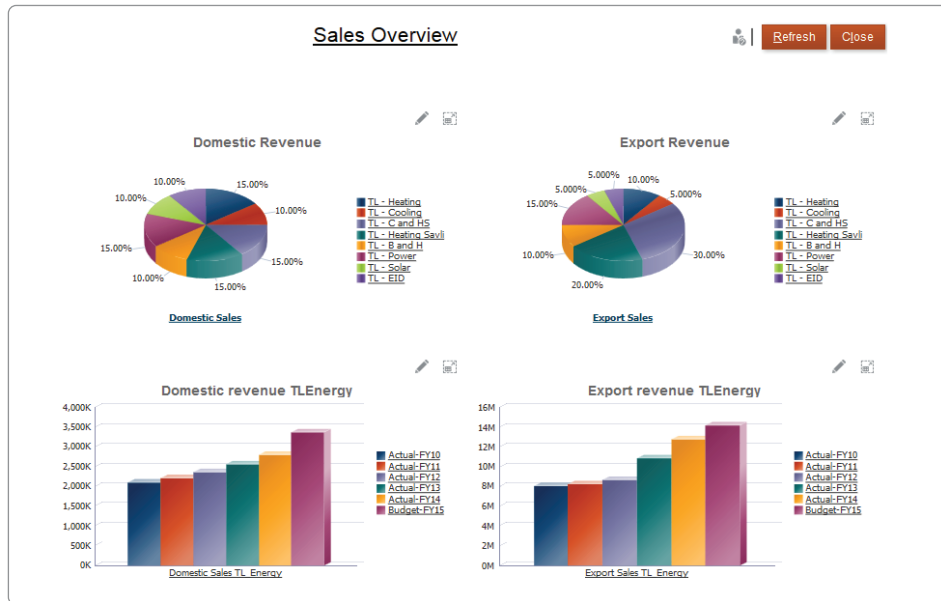 Sales Overview
Refresh Close
Domestic Revenue
15.00%
10.00%
15.00%
15.00%
10.00%
15.00%
10.00%
10.00%
TL - Heating
TL - Cooling
TL - C and HS
TL - Heating Savli
TL - B and H
TL - Power
TL - Solar
TL - EID
Domestic Sales
Export Revenue
10.00%
5.000%
30.00%
20.00%
10.00%
15.00%
5.000%
5.000%
TL - Heating
TL - Cooling
TL - C and HS
TL - Heating Savli
TL - B and H
TL - Power
TL - Solar
TL - EID
Export Sales
Domestic revenue TLEnergy
4,000K
3,500K
3,000K
2,500K
2,000K
1,500K
1,000K
500K
0K
Actual-FY10
Actual-FY11
Actual-FY12
Actual-FY13
Actual-FY14
Budget-FY15
Domestic Sales TL_Energy
Export revenue TLEnergy
16M
14M
12M
10M
8M
6M
4M
2M
0M
Actual-FY10
Actual-FY11
Actual-FY12
Actual-FY13
Actual-FY14
Budget-FY15
Export Sales TL_Energy